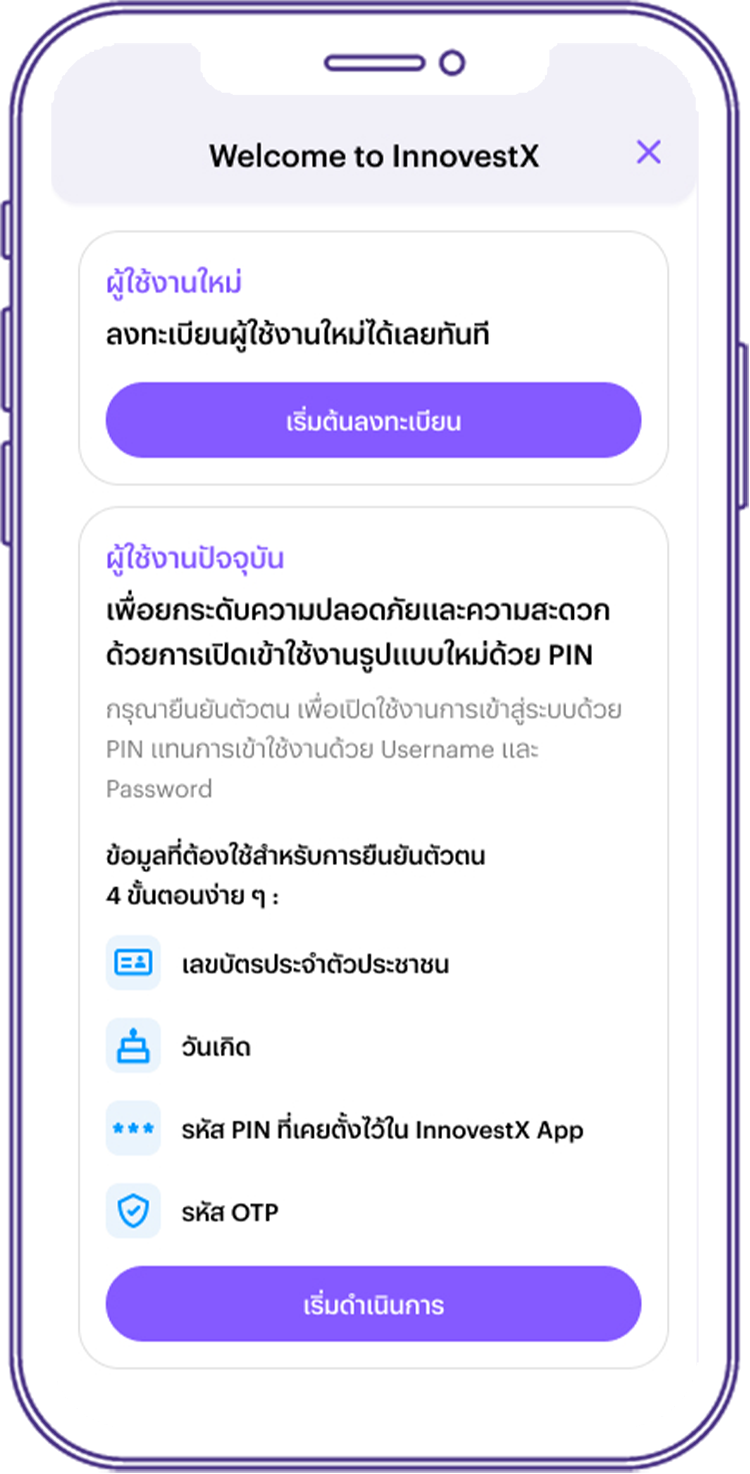 Welcome to InnovestX
ผู้ใช้งานใหม่
ลงทะเบียนผู้ใช้งานใหม่ได้เลยทันที
เริ่มต้นลงทะเบียน
ผู้ใช้งานปัจจุบัน
เพื่อยกระดับความปลอดภัยและความสะดวก
ด้วยการเปิดเข้าใช้งานรูปแบบใหม่ด้วย PIN
กรุณายืนยันตัวตน เพื่อเปิดใช้งานการเข้าสู่ระบบด้วย
PIN แทนการเข้าใช้งานด้วย Username และ
Password
ข้อมูลที่ต้องใช้สำหรับการยืนยันตัวตน
4 ขั้นตอนง่าย ๆ :
เลขบัตรประจำตัวประชาชน
วันเกิด
รหัส PIN ที่เคยตั้งไว้ใน InnovestX App
รหัส OTP
เริ่มดำเนินการ